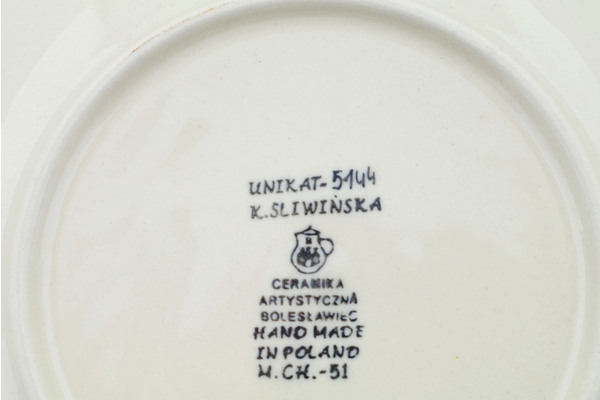 UNIKAT-5144
K. SLIWIŃSKA
CERAMIKA
ARTYSTYCZNA
BOLESŁAWIEC
HAND MADE
IN POLAND
M.CH.-51